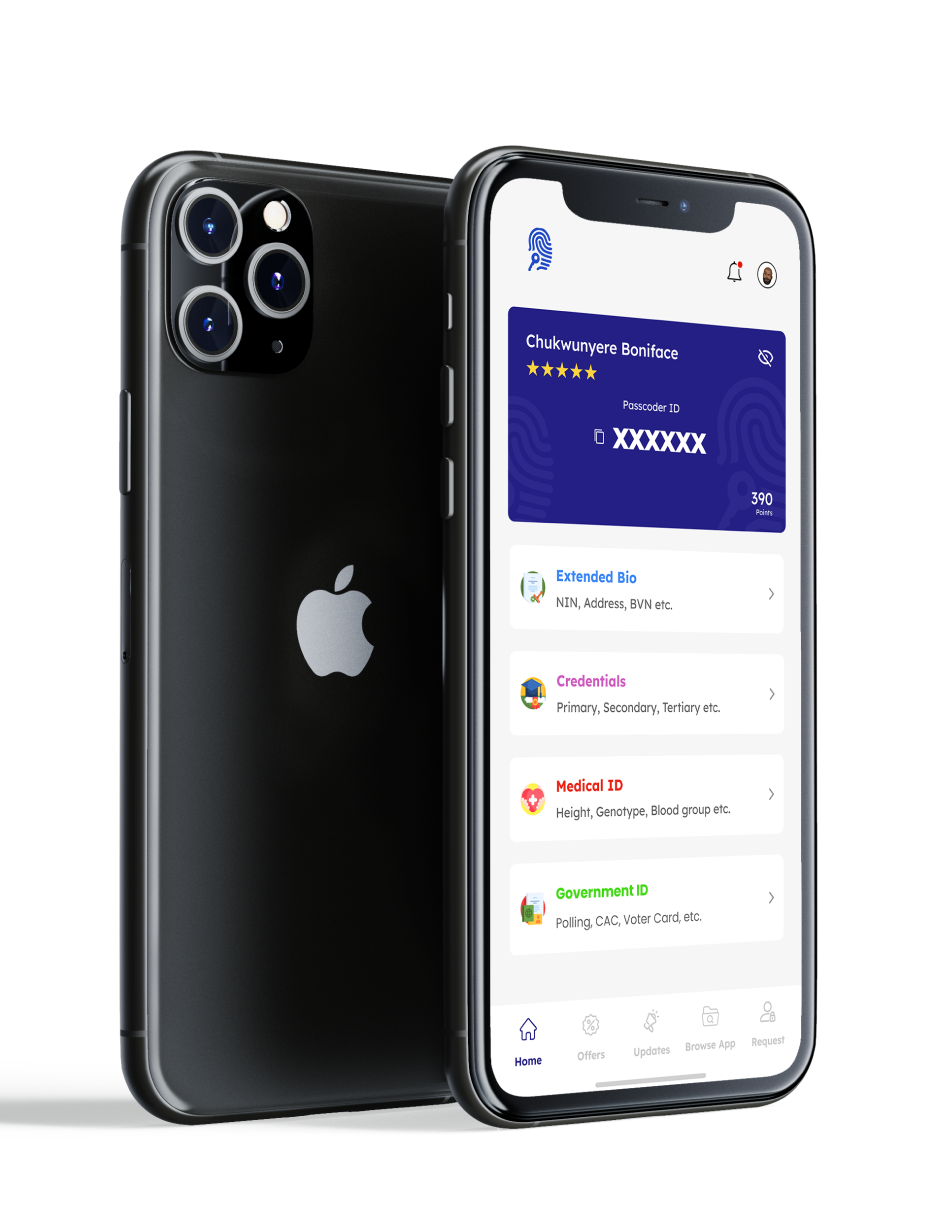 Chukwunyere Boniface
Passcoder ID
XXXXXX
390
Points
Extended Bio
NIN, Address, BVN etc.
Credentials
Primary, Secondary, Tertiary etc.
Medical ID
Height, Genotype, Blood group etc.
Government ID
Polling, CAC, Voter Card, etc.
Home
Offers
Updates
Browse App
Request